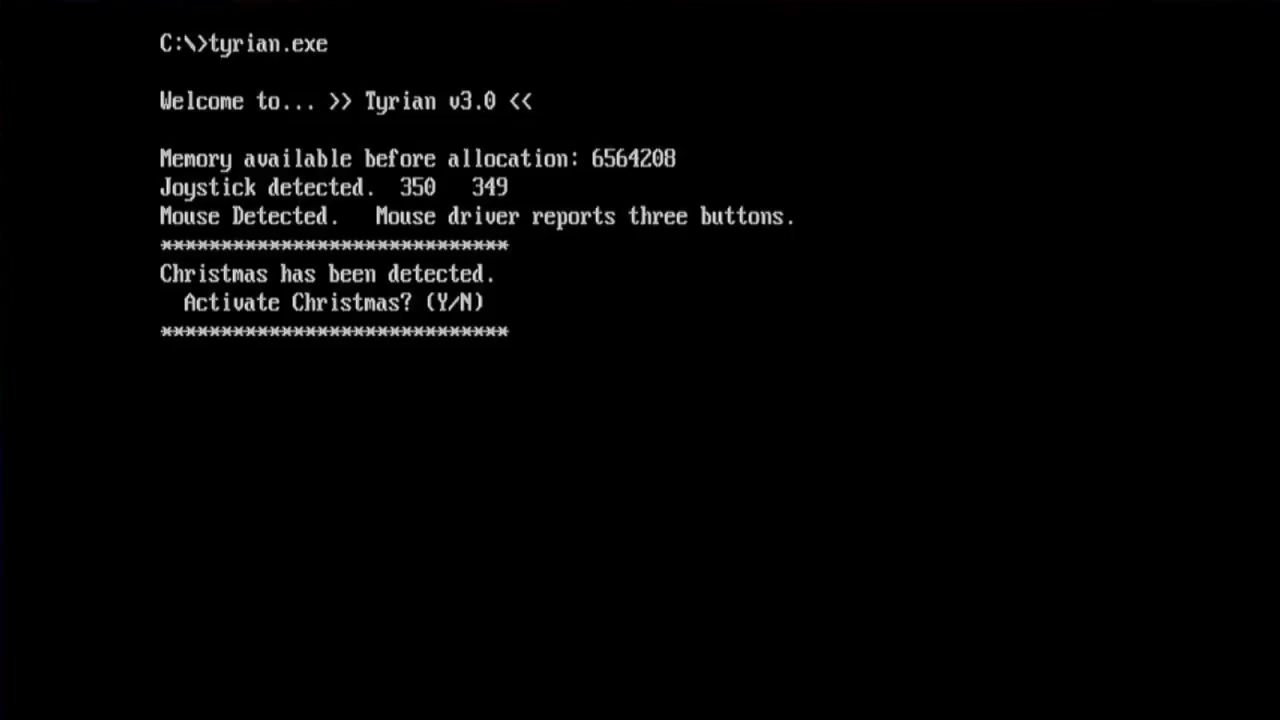 C:\>tyrian.exe
Welcome to... >> Tyrian v3.0 <<
Memory available before allocation: 6564208
Joystick detected.  350   349
Mouse Detected.   Mouse driver reports three buttons.
*****************************
Christmas has been detected.
  Activate Christmas? (Y/N)
*****************************